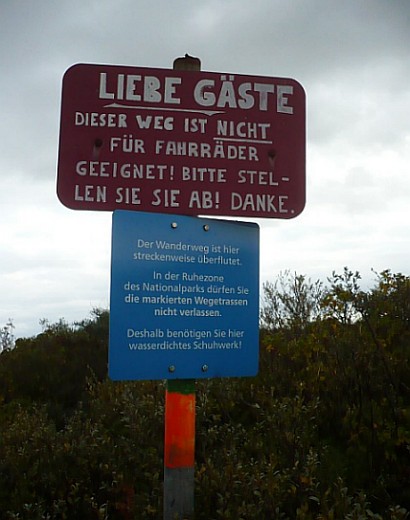 LIEBE GÄSTE
DIESER WEG IST NICHT
FÜR FAHRRÄDER
GEEIGNET! BITTE STEL-
LEN SIE SIE AB! DANKE.
Der Wanderweg ist hier
streckenweise überflutet.
In der Ruhezone
des Nationalparks dürfen Sie
die markierten Wegetrassen
nicht verlassen.
Deshalb benötigen Sie hier
wasserdichtes Schuhwerk!